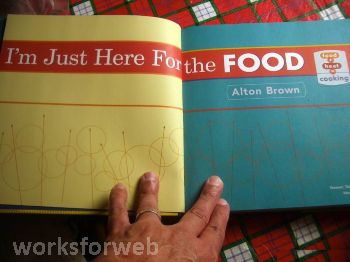 I'm Just Here For the FOOD
food
heat
cooking
Alton Brown
worksforweb